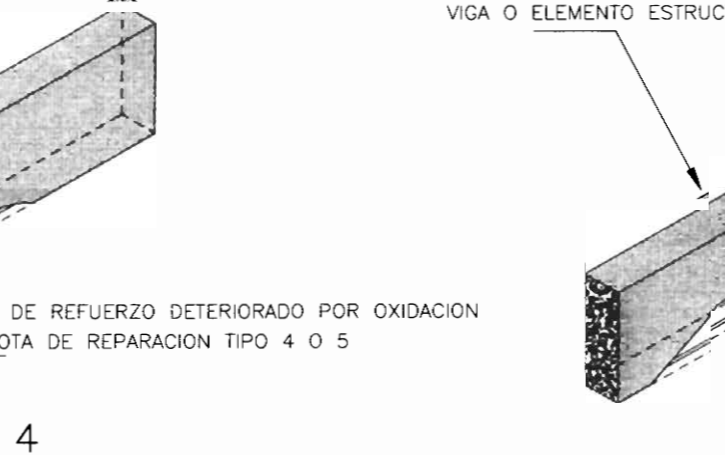 VIGA O ELEMENTO ESTRUC
DE REFUERZO DETERIORADO POR OXIDACION
OTA DE REPARACION TIPO 4 O 5
4